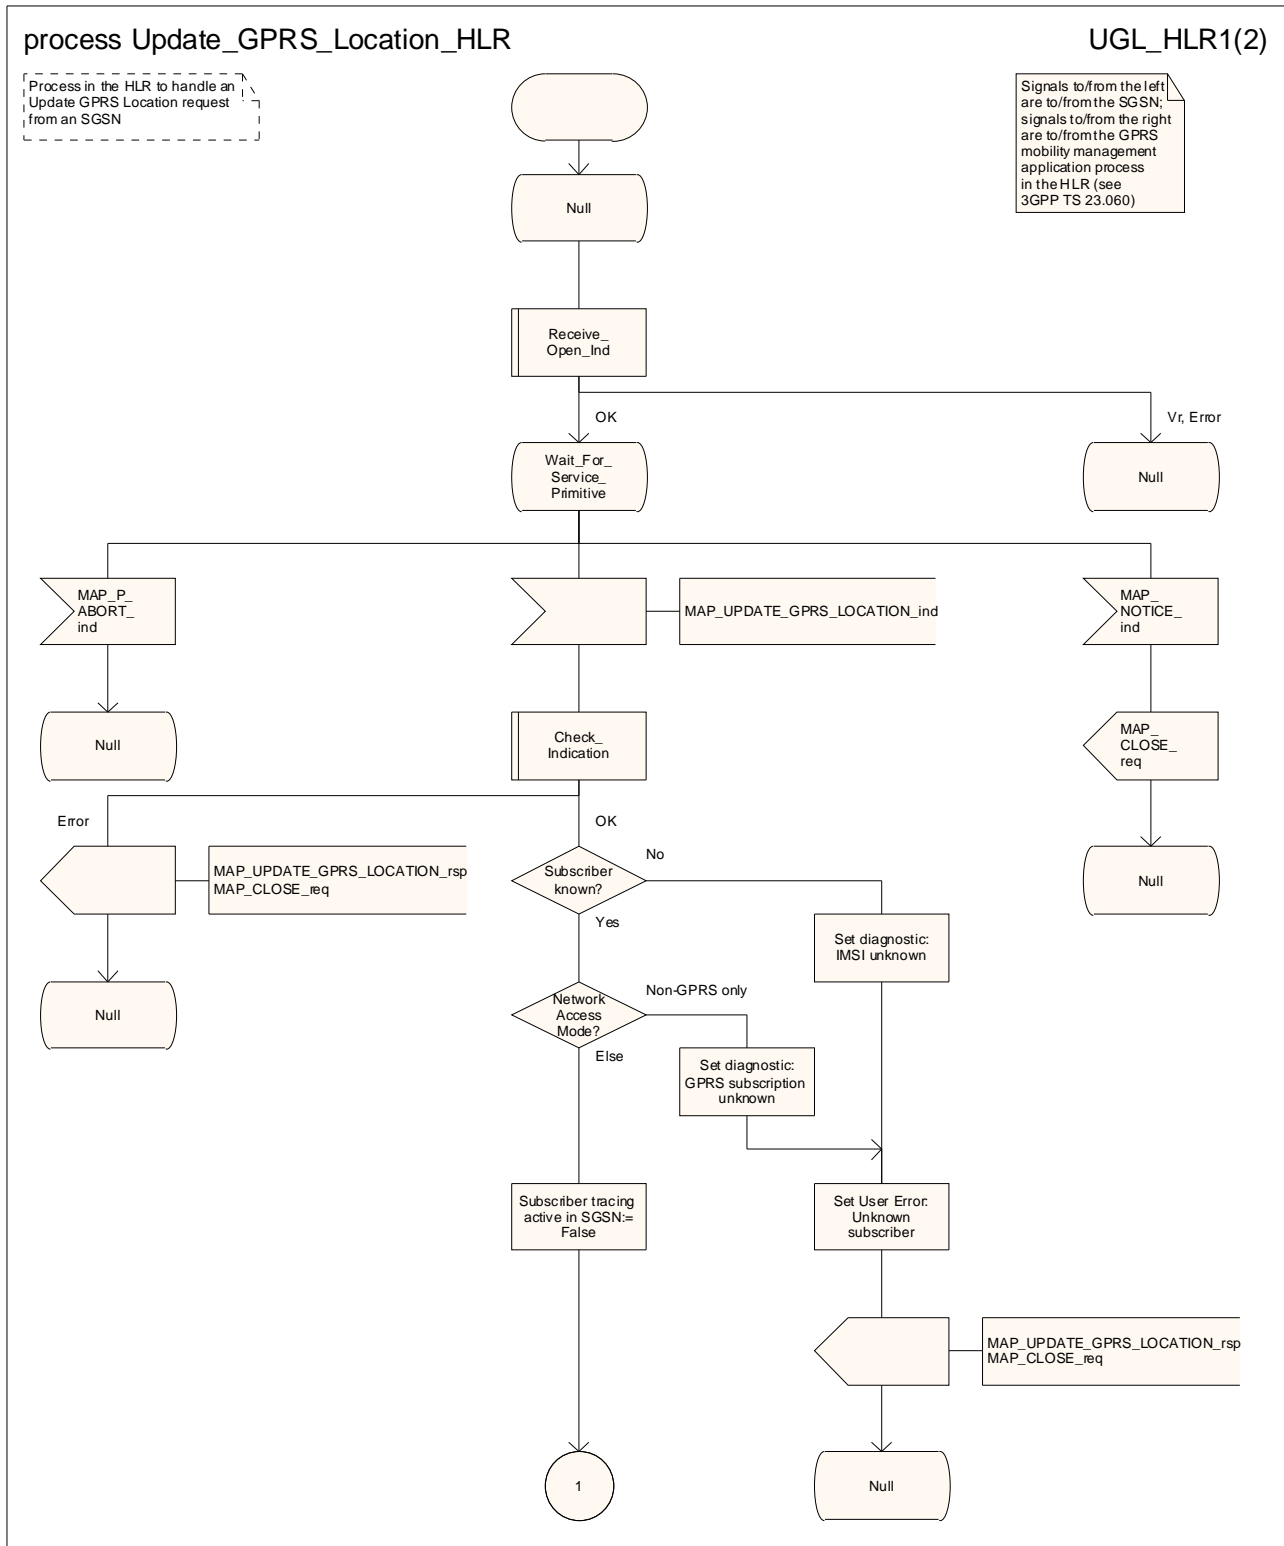 process Update_GPRS_Location_HLR
UGL_HLR1(2)
Process in the HLR to handle an
Update GPRS Location request
from an SGSN
Signals to/from the left
are to/from the SGSN;
signals to/from the right
are to/from the GPRS
mobility management
application process
in the HLR (see
3GPP TS 23.060)
Null
Receive_
Open_Ind
OK
Vr, Error
Wait_For_
Service_
Primitive
Null
MAP_P_
ABORT_
ind
MAP_UPDATE_GPRS_LOCATION_ind
MAP_
NOTICE_
ind
Null
Check_
Indication
MAP_
CLOSE_
req
Error
OK
MAP_UPDATE_GPRS_LOCATION_rsp
MAP_CLOSE_req
Subscriber
known?
No
Yes
Null
Set diagnostic:
IMSI unknown
Null
Network
Access
Mode?
Non-GPRS only
Else
Set diagnostic:
GPRS subscription
unknown
Subscriber tracing
active in SGSN:=
False
Set User Error:
Unknown
subscriber
MAP_UPDATE_GPRS_LOCATION_rsp
MAP_CLOSE_req
1
Null